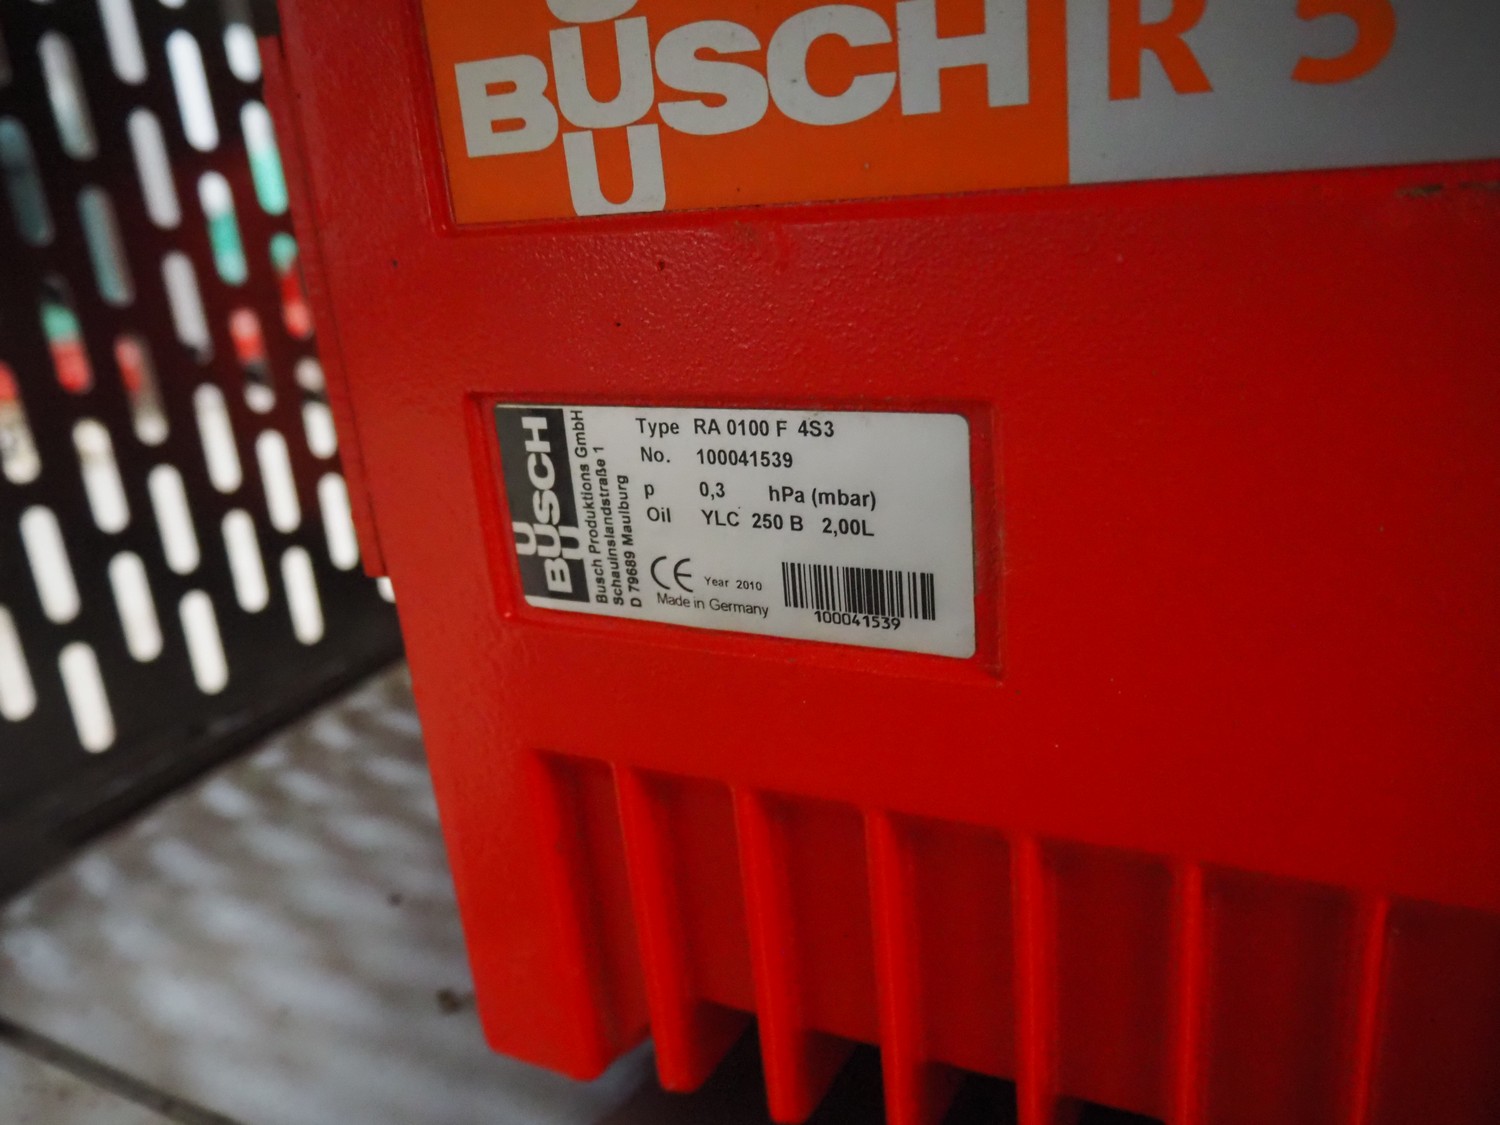 BUSCH
U
R 5
BUSCH
Busch Produktions GmbH
Schauinslandstraße 1
D 79689 Maulburg
Type RA 0100 F 4S3
No. 100041539
p 0,3 hPa (mbar)
Oil YLC 250 B 2,00L
CE Year 2010
Made in Germany
100041539